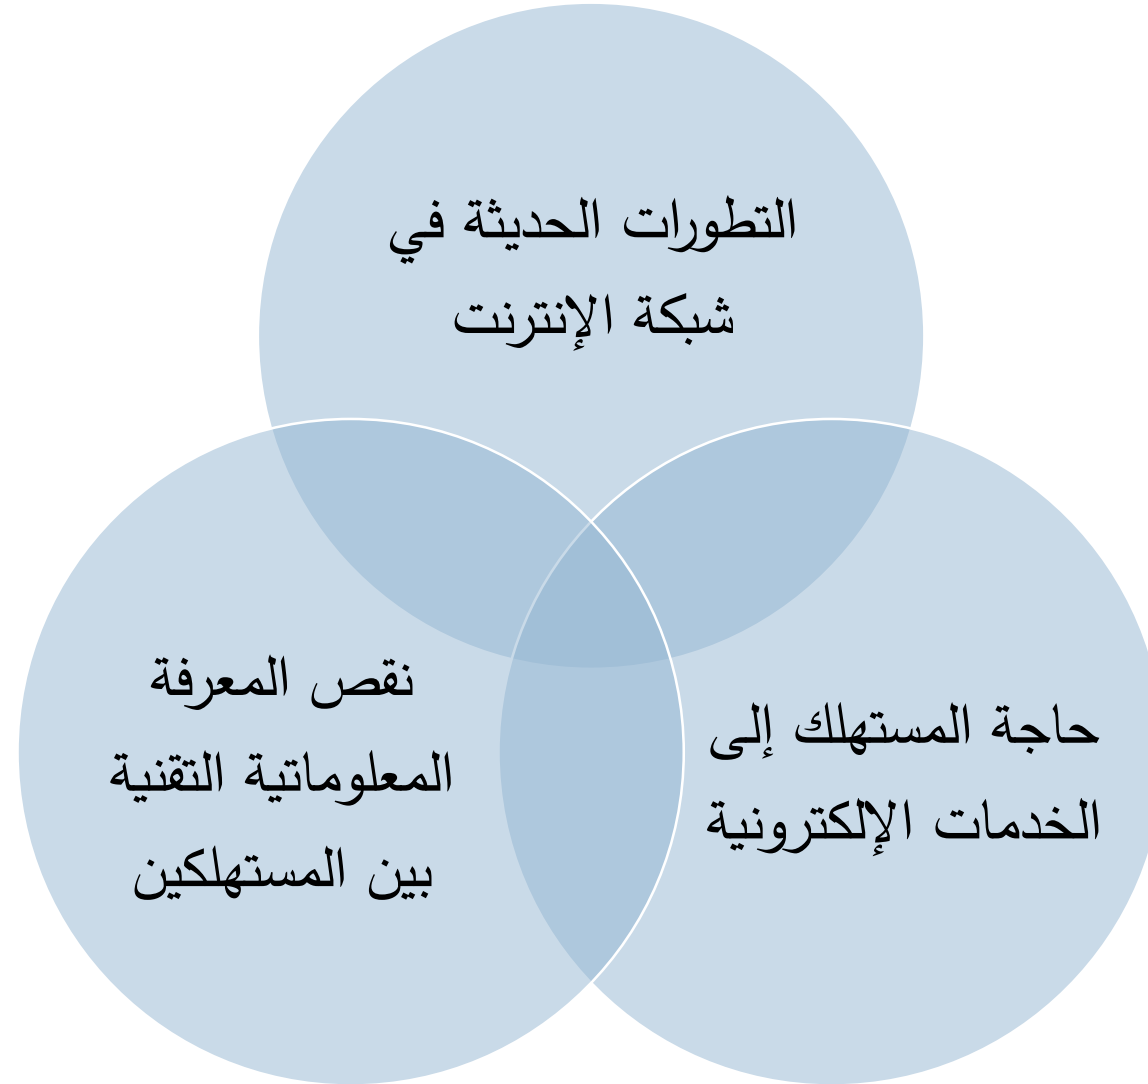 التطورات الحديثة في
شبكة الإنترنت
حاجة المستهلك إلى
الخدمات الإلكترونية
نقص المعرفة
المعلوماتية التقنية
بين المستهلكين